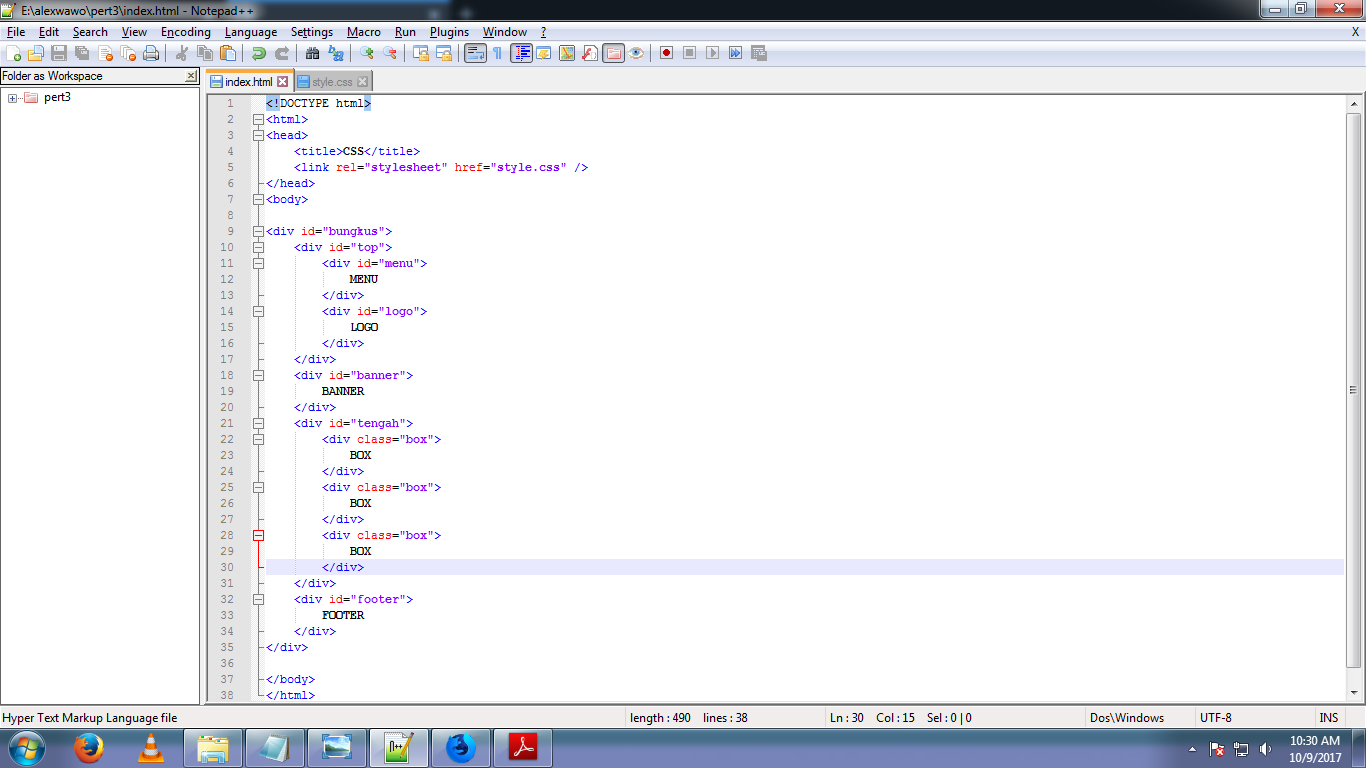 E:\alexwawo\pert3\index.html - Notepad++
File Edit Search View Encoding Language Settings Macro Run Plugins Window ? X
Folder as Workspace
pert3
index.html style.css
1 <!DOCTYPE html>
2 <html>
3 <head>
4 <title>CSS</title>
5 <link rel="stylesheet" href="style.css" />
6 </head>
7 <body>
8
9 <div id="bungkus">
10 <div id="top">
11 <div id="menu">
12 MENU
13 </div>
14 <div id="logo">
15 LOGO
16 </div>
17 </div>
18 <div id="banner">
19 BANNER
20 </div>
21 <div id="tengah">
22 <div class="box">
23 BOX
24 </div>
25 <div class="box">
26 BOX
27 </div>
28 <div class="box">
29 BOX
30 </div>
31 </div>
32 <div id="footer">
33 FOOTER
34 </div>
35 </div>
36
37 </body>
38 </html>
Hyper Text Markup Language file length : 490 lines : 38 Ln : 30 Col : 15 Sel : 0 | 0 Dos\Windows UTF-8 INS
10:30 AM
10/9/2017